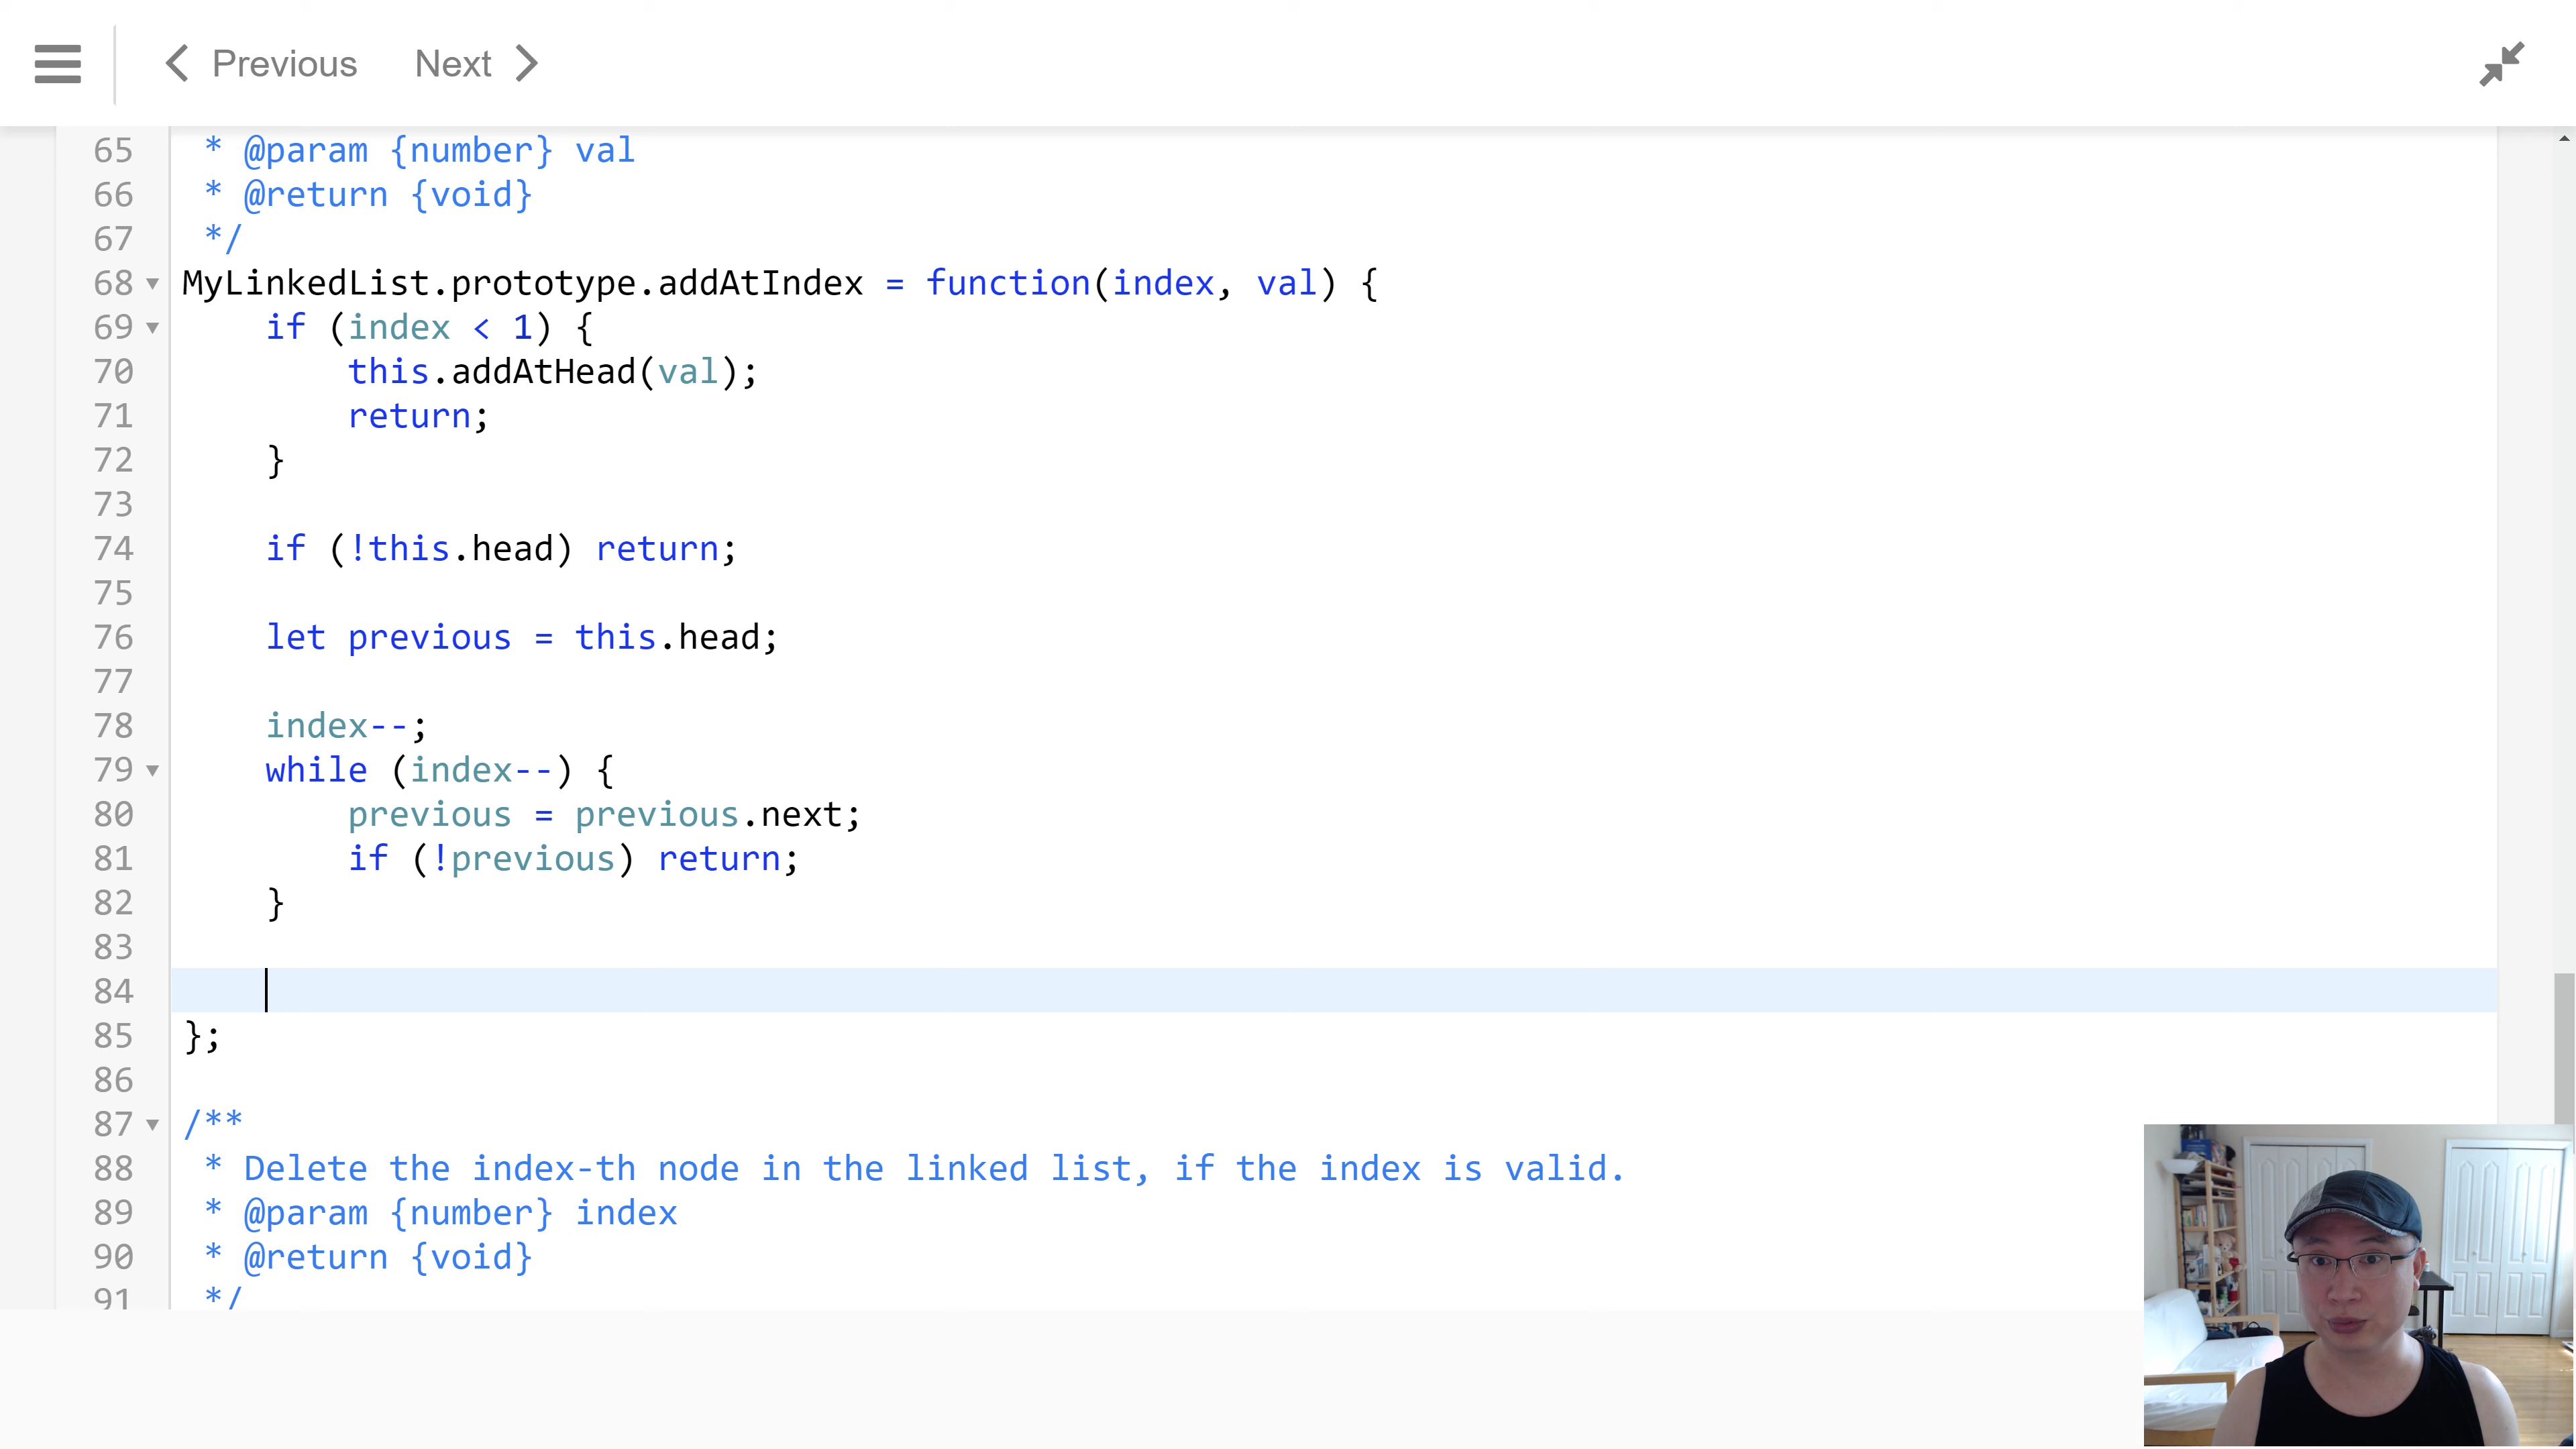 Previous Next
65 * @param {number} val
66 * @return {void}
67 */
68 MyLinkedList.prototype.addAtIndex = function(index, val) {
69 if (index < 1) {
70 this.addAtHead(val);
71 return;
72 }
73
74 if (!this.head) return;
75
76 let previous = this.head;
77
78 index--;
79 while (index--) {
80 previous = previous.next;
81 if (!previous) return;
82 }
83
84
85 };
86
87 /**
88 * Delete the index-th node in the linked list, if the index is valid.
89 * @param {number} index
90 * @return {void}
91 */